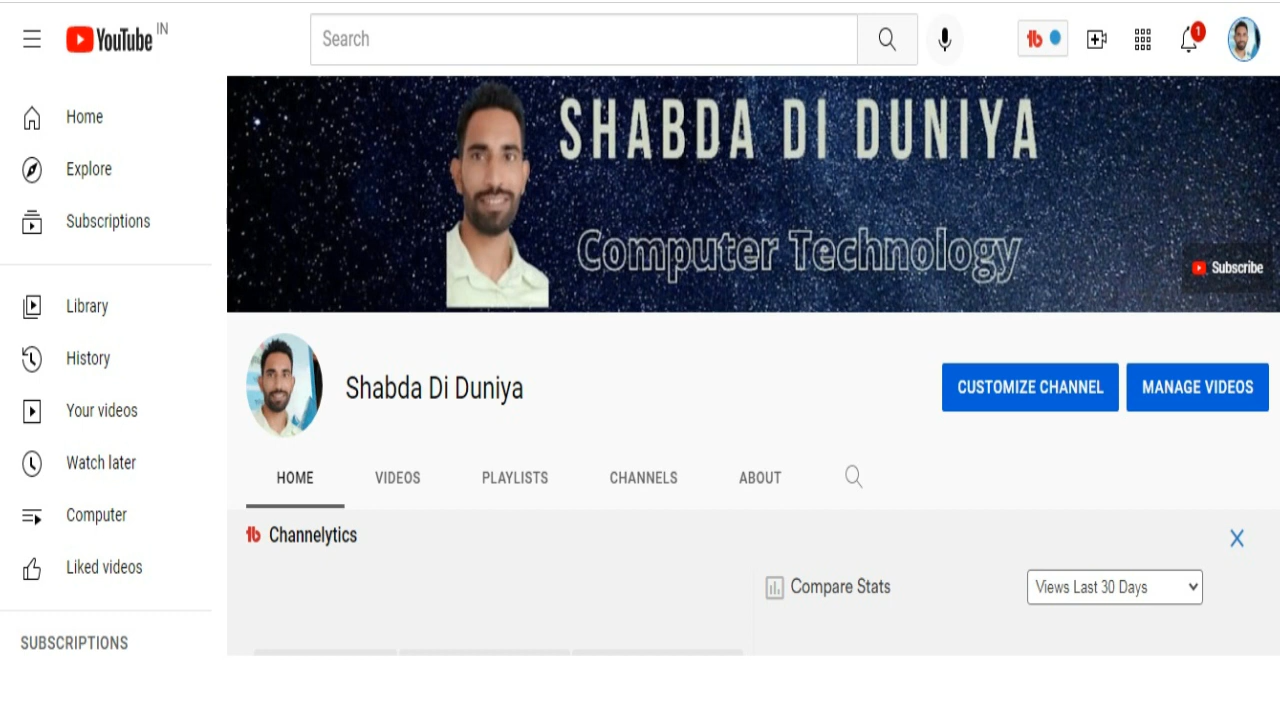 YouTube IN
Search
1
Home
Explore
Subscriptions
Library
History
Your videos
Watch later
Computer
Liked videos
SUBSCRIPTIONS
SHABDA DI DUNIYA
Computer Technology
Subscribe
Shabda Di Duniya
CUSTOMIZE CHANNEL
MANAGE VIDEOS
HOME VIDEOS PLAYLISTS CHANNELS ABOUT
Channelytics
Compare Stats
Views Last 30 Days